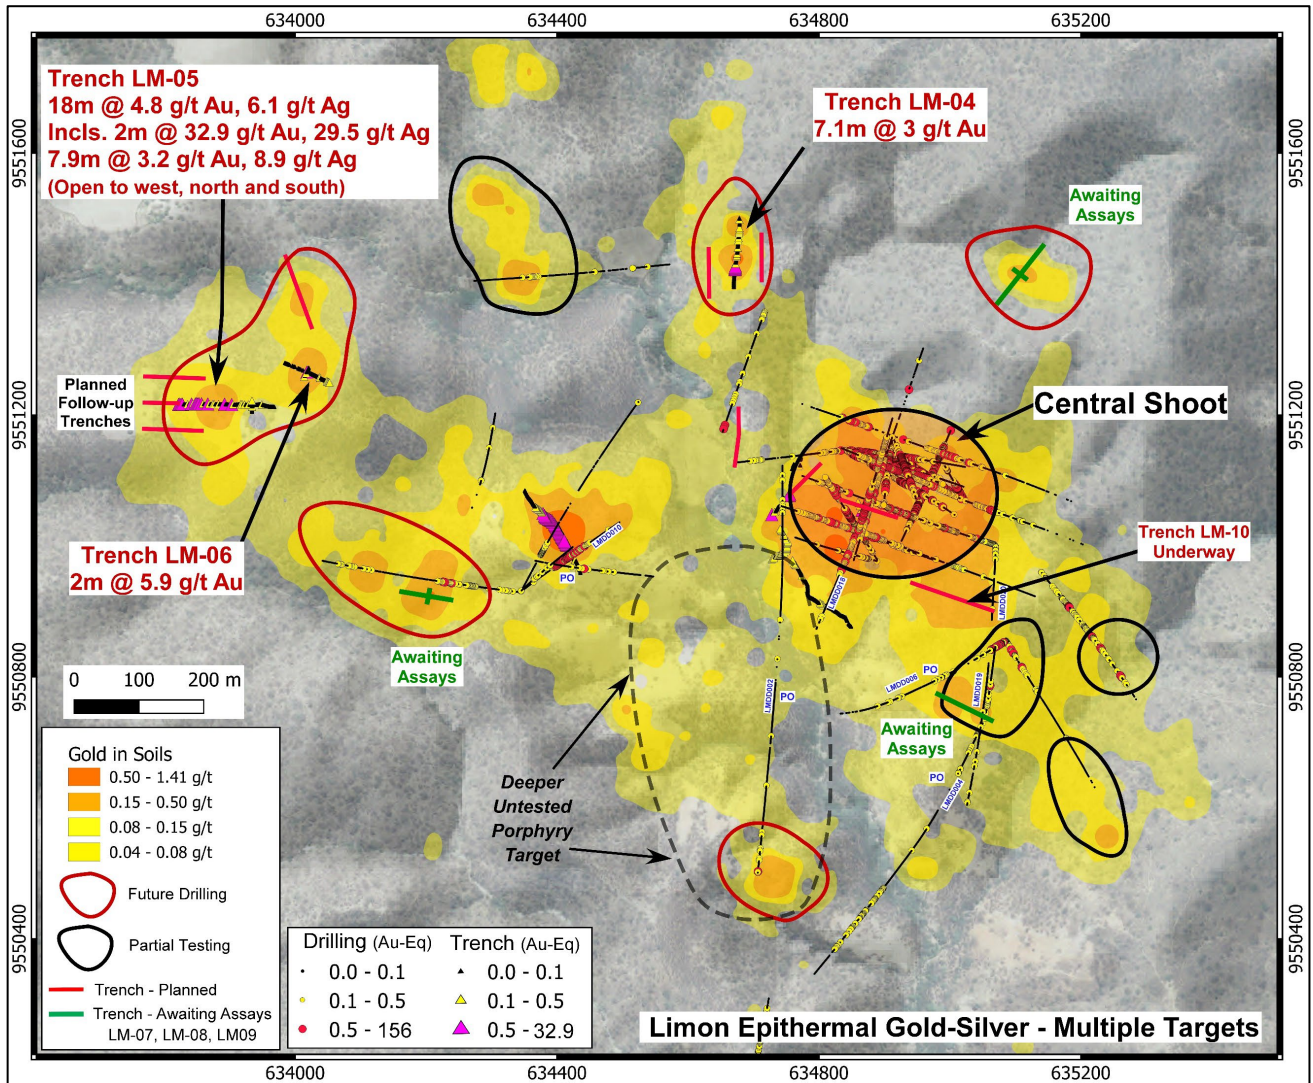 634000
634400
634800
635200
9551600
9551200
9550800
9550400
Trench LM-05
18m @ 4.8 g/t Au, 6.1 g/t Ag
Incls. 2m @ 32.9 g/t Au, 29.5 g/t Ag
7.9m @ 3.2 g/t Au, 8.9 g/t Ag
(Open to west, north and south)
Trench LM-04
7.1m @ 3 g/t Au
Awaiting
Assays
9551600
9551200
9550800
9550400
Planned
Follow-up
Trenches
Central Shoot
Trench LM-06
2m @ 5.9 g/t Au
LMDD010
PO
Trench LM-10
Underway
LMDD018
Awaiting
Assays
PO
LMDD006
LMDD019
LMDD002
PO
Awaiting
Assays
PO
LMDD004
Deeper
Untested
Porphyry
Target
0 100 200 m
Gold in Soils
0.50 - 1.41 g/t
0.15 - 0.50 g/t
0.08 - 0.15 g/t
0.04 - 0.08 g/t
Future Drilling
Partial Testing
Trench - Planned
Trench - Awaiting Assays
LM-07, LM-08, LM09
Drilling (Au-Eq)
0.0 - 0.1
0.1 - 0.5
0.5 - 156
Trench (Au-Eq)
0.0 - 0.1
0.1 - 0.5
0.5 - 32.9
Limon Epithermal Gold-Silver - Multiple Targets
634000
634400
634800
635200